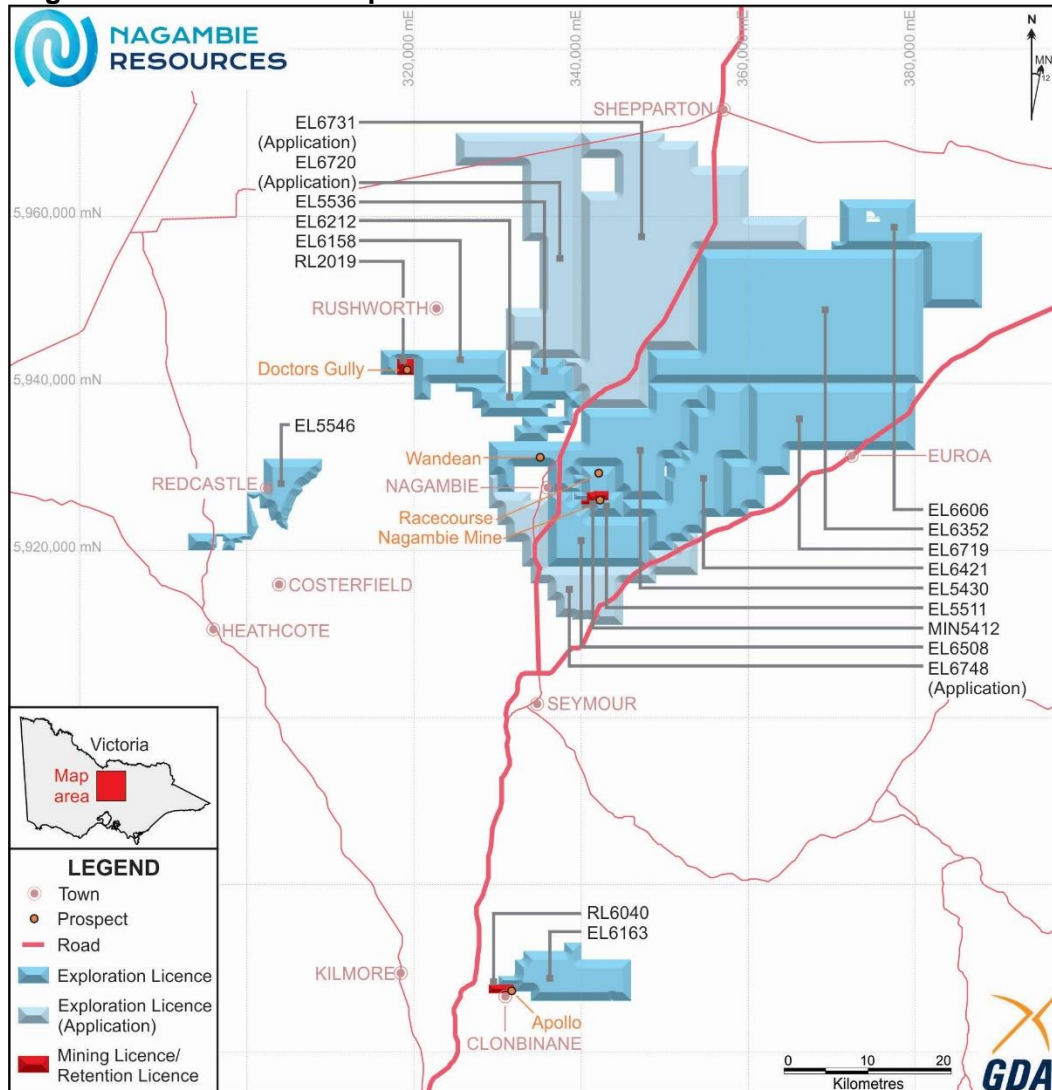 NAGAMBIE
RESOURCES
320,000 mE
340,000 mE
360,000 mE
380,000 mE
N
MN
12
SHEPPARTON
EL6731
(Application)
EL6720
(Application)
EL5536
EL6212
EL6158
RL2019
5,960,000 mN
RUSHWORTH
Doctors Gully
5,940,000 mN
EL5546
Wandean
REDCASTLE
NAGAMBIE
EUROA
Racecourse
Nagambie Mine
5,920,000 mN
EL6606
EL6352
EL6719
EL6421
EL5430
EL5511
MIN5412
EL6508
EL6748
(Application)
COSTERFIELD
HEATHCOTE
SEYMOUR
Victoria
Map
area
LEGEND
Town
Prospect
Road
Exploration Licence
Exploration Licence
(Application)
Mining Licence/
Retention Licence
RL6040
EL6163
KILMORE
Apollo
CLONBINANE
0 10 20
Kilometres
GDA